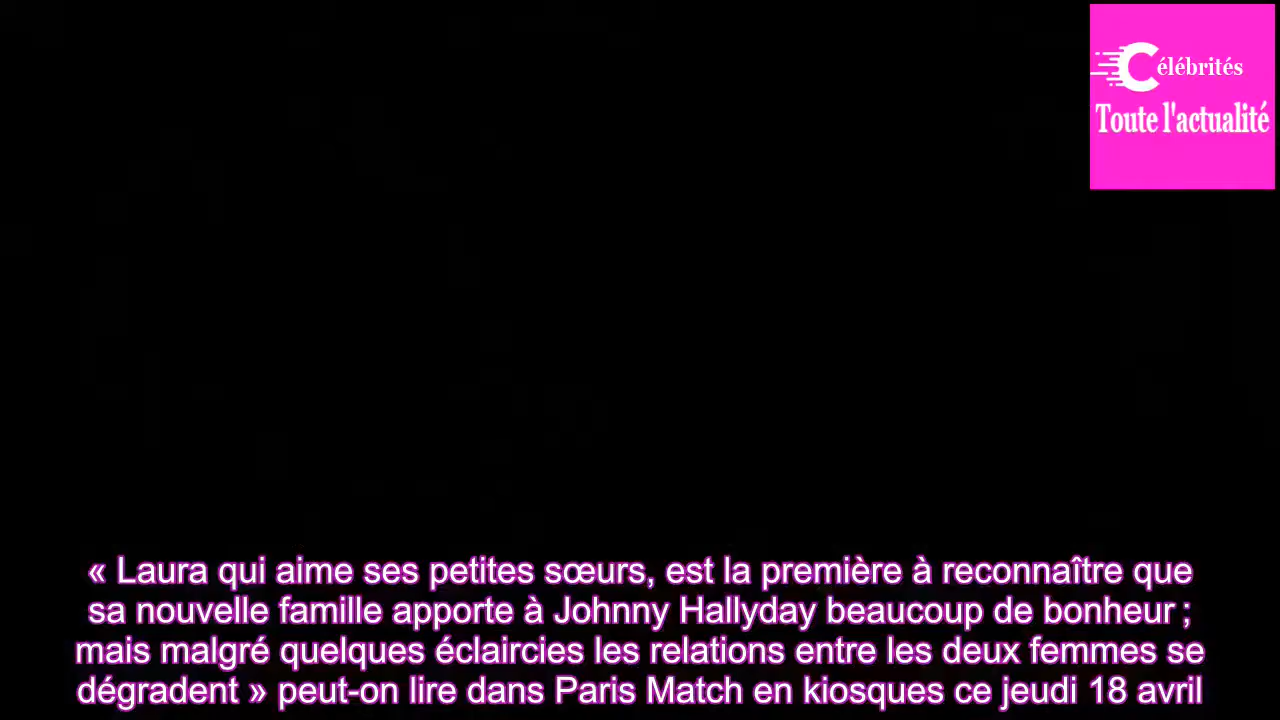 Célébrités
Toute l'actualité
« Laura qui aime ses petites sœurs, est la première à reconnaître que
sa nouvelle famille apporte à Johnny Hallyday beaucoup de bonheur ;
mais malgré quelques éclaircies les relations entre les deux femmes se
dégradent » peut-on lire dans Paris Match en kiosques ce jeudi 18 avril